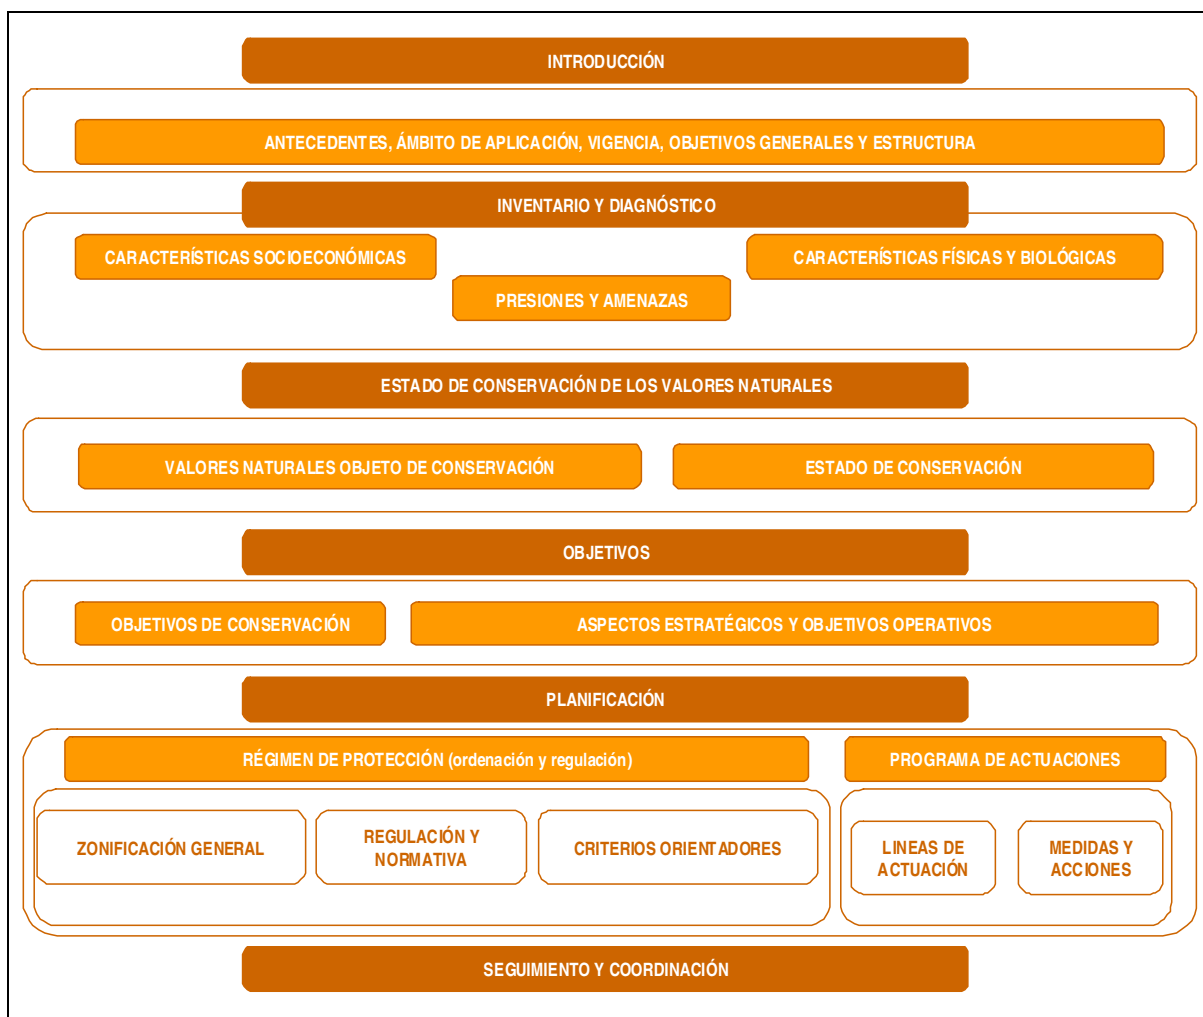 INTRODUCCIÓN
ANTECEDENTES, ÁMBITO DE APLICACIÓN, VIGENCIA, OBJETIVOS GENERALES Y ESTRUCTURA
INVENTARIO Y DIAGNÓSTICO
CARACTERÍSTICAS SOCIOECONÓMICAS
CARACTERÍSTICAS FÍSICAS Y BIOLÓGICAS
PRESIONES Y AMENAZAS
ESTADO DE CONSERVACIÓN DE LOS VALORES NATURALES
VALORES NATURALES OBJETO DE CONSERVACIÓN
ESTADO DE CONSERVACIÓN
OBJETIVOS
OBJETIVOS DE CONSERVACIÓN
ASPECTOS ESTRATÉGICOS Y OBJETIVOS OPERATIVOS
PLANIFICACIÓN
RÉGIMEN DE PROTECCIÓN (ordenación y regulación)
PROGRAMA DE ACTUACIONES
ZONIFICACIÓN GENERAL
REGULACIÓN Y
NORMATIVA
CRITERIOS ORIENTADORES
LINEAS DE
ACTUACIÓN
MEDIDAS Y
ACCIONES
SEGUIMIENTO Y COORDINACIÓN